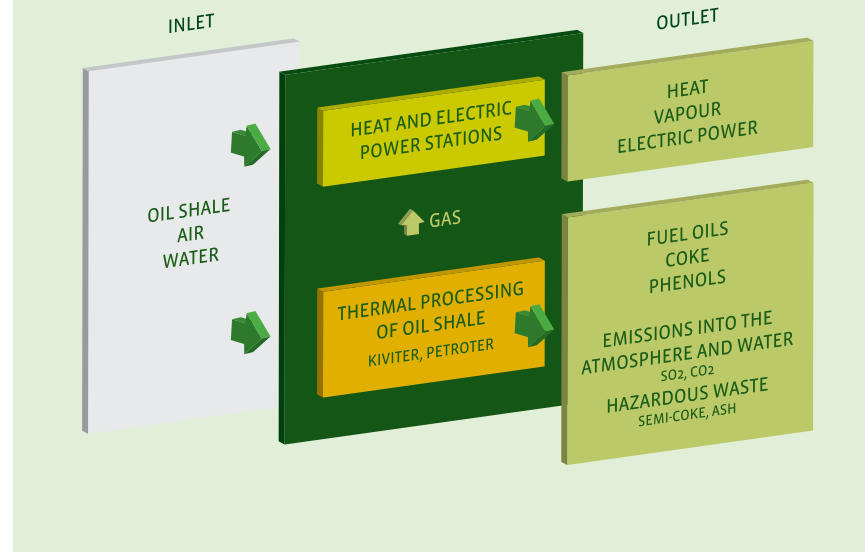 INLET
OUTLET
OIL SHALE
AIR
WATER
HEAT AND ELECTRIC
POWER STATIONS
GAS
THERMAL PROCESSING
OF OIL SHALE
KIVITER, PETROTER
HEAT
VAPOUR
ELECTRIC POWER
FUEL OILS
COKE
PHENOLS
EMISSIONS INTO THE
ATMOSPHERE AND WATER
SO2, CO2
HAZARDOUS WASTE
SEMI-COKE, ASH